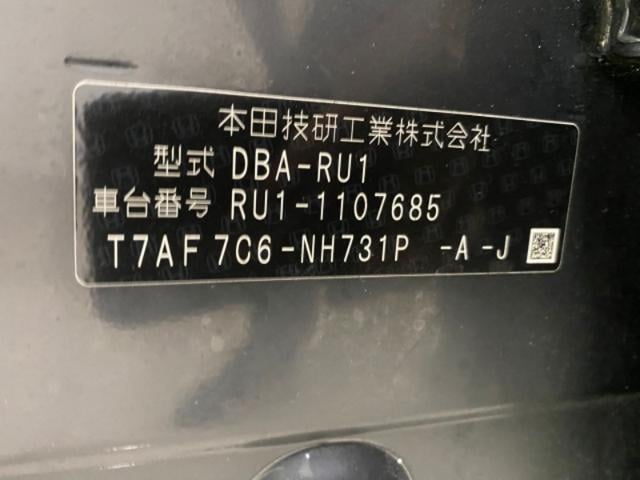 本田技研工業株式会社
型式 DBA-RU1
車台番号 RU1-1107685
T7AF 7C6-NH731P -A -J